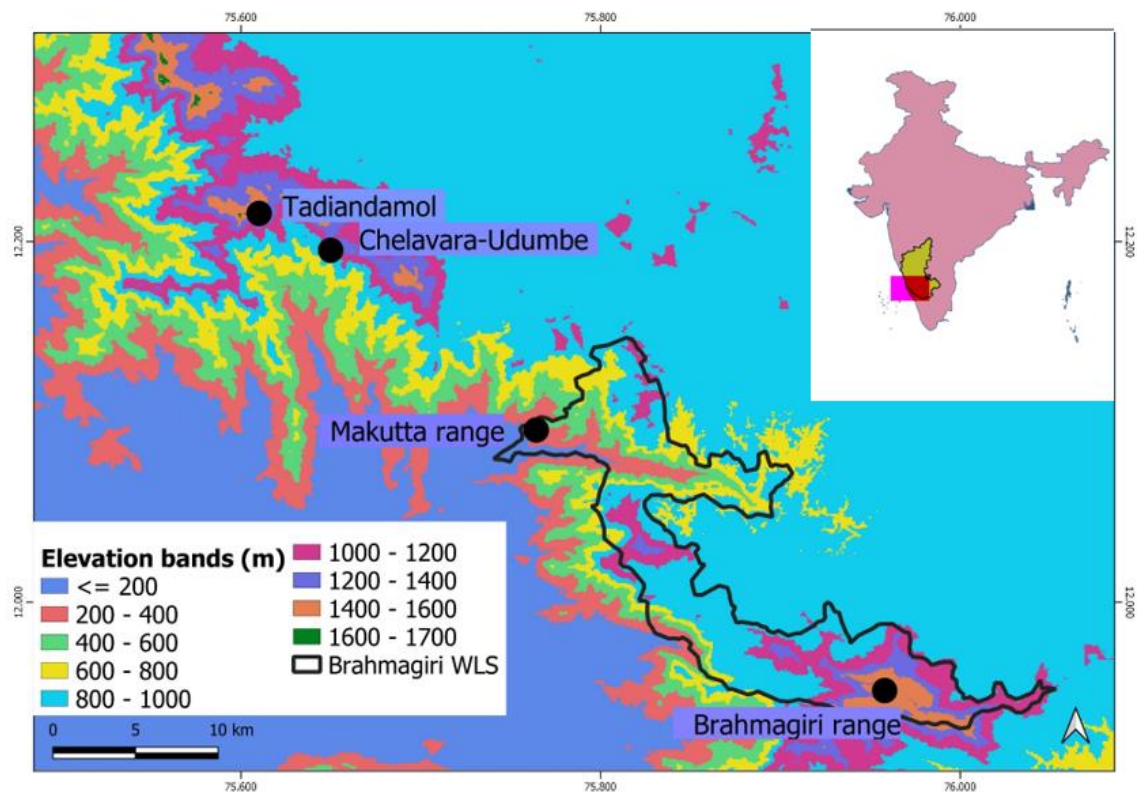 75.600
75.800
76.000
12.200
12.200
Tadiandamol
Chelavara-Udumbe
Makutta range
Elevation bands (m)
<= 200
200 - 400
400 - 600
600 - 800
800 - 1000
1000 - 1200
1200 - 1400
1400 - 1600
1600 - 1700
Brahmagiri WLS
12.000
12.000
Brahmagiri range
0
5
10 km
75.600
75.800
76.000